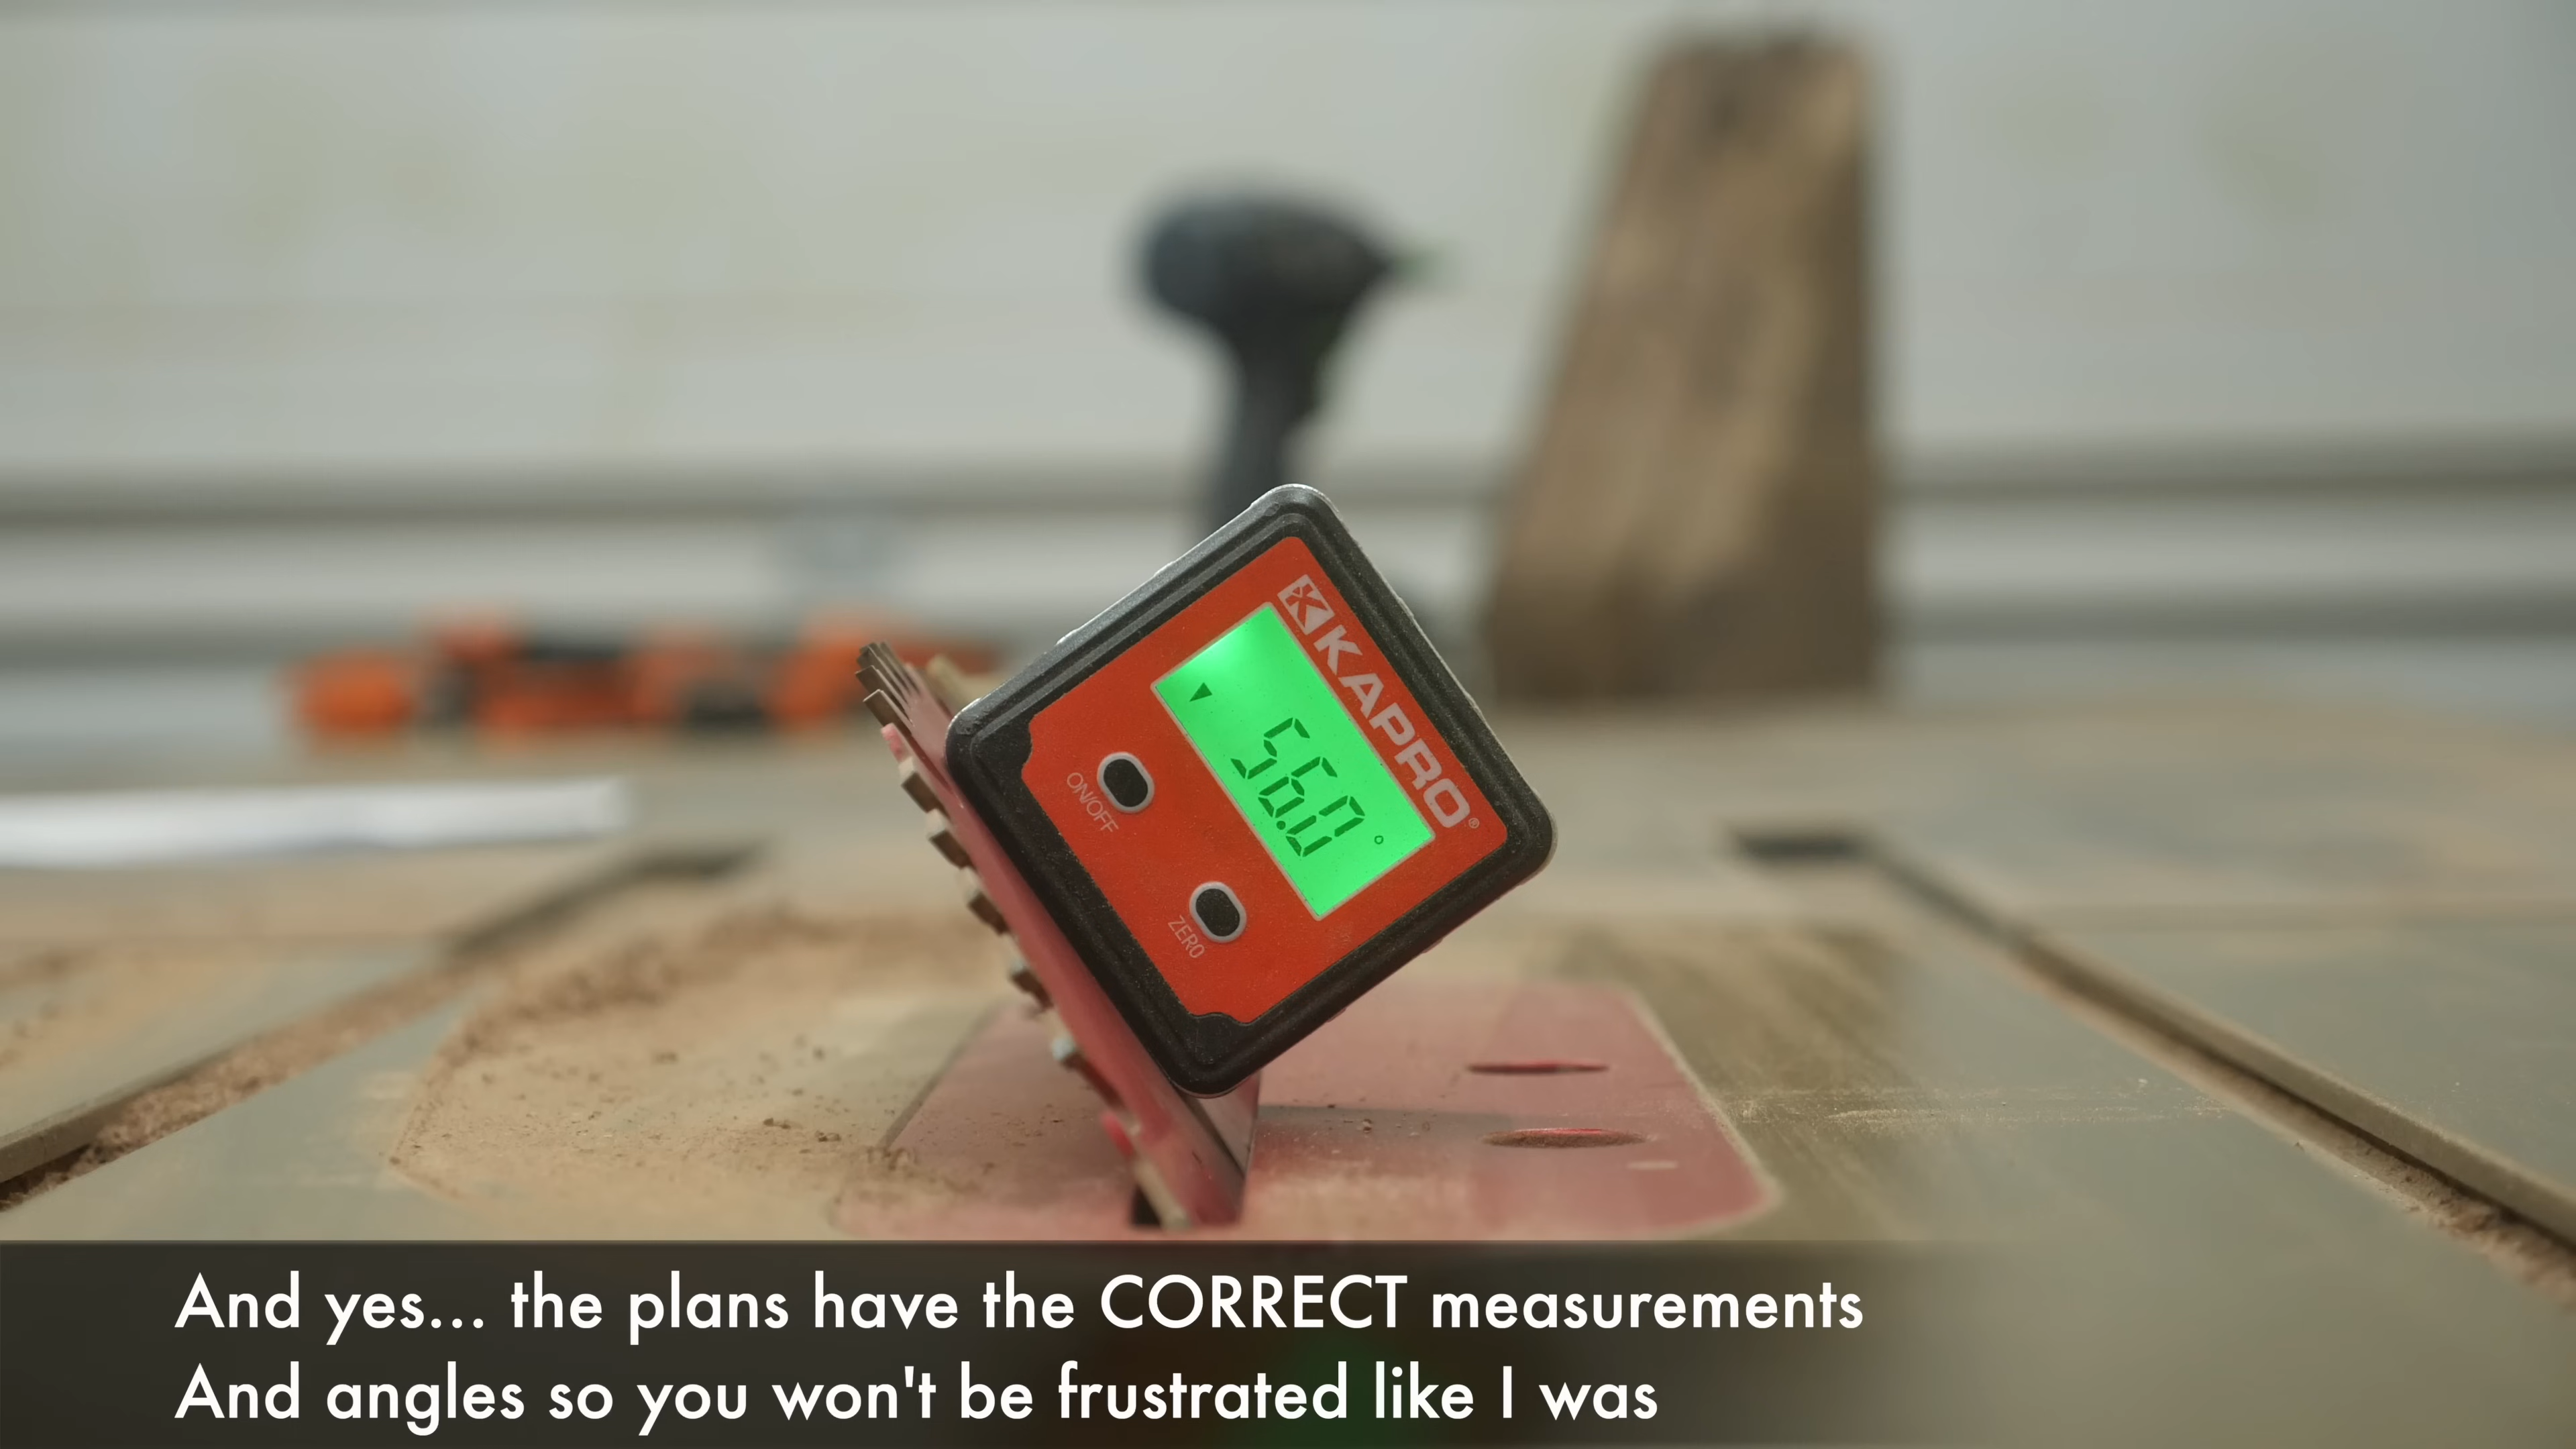 KAPRO®
56.0°
ON/OFF
ZERO
And yes... the plans have the CORRECT measurements
And angles so you won't be frustrated like I was